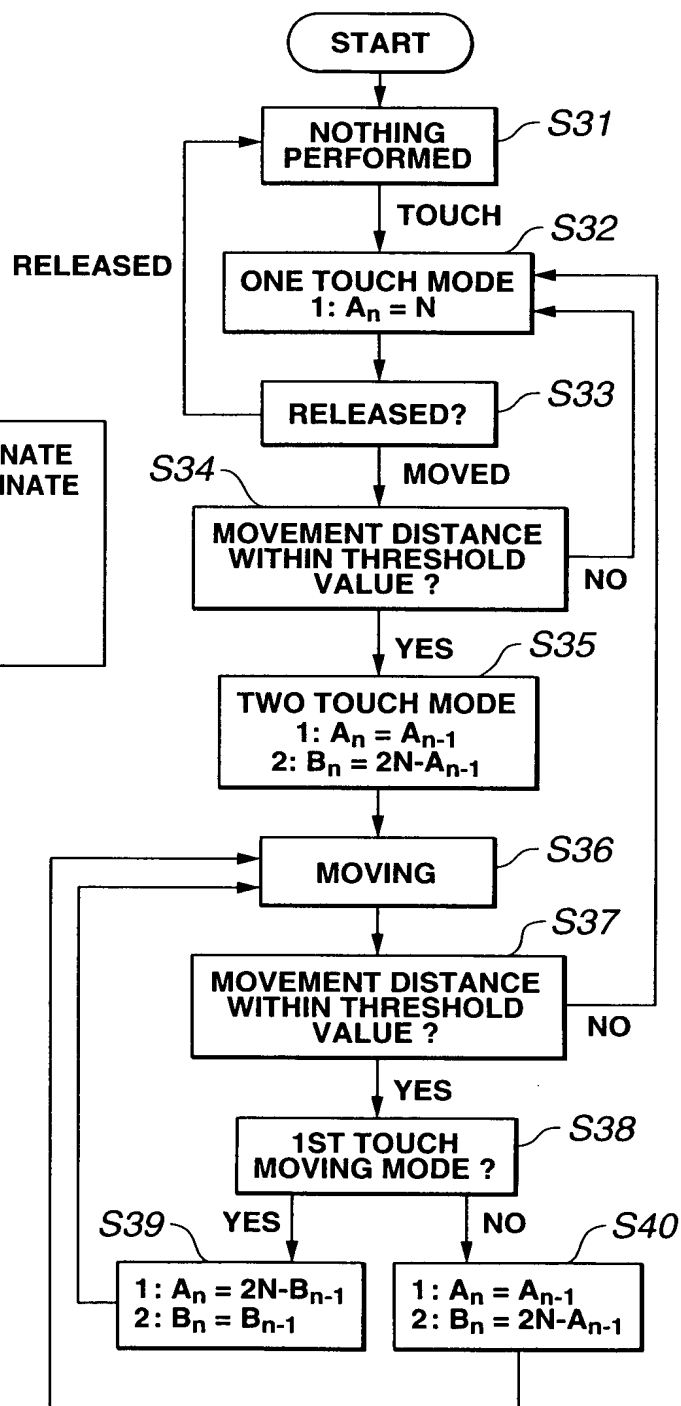 START
NOTHING
PERFORMED
S31
TOUCH
S32
RELEASED
ONE TOUCH MODE
1: Aₙ = N
RELEASED?
S33
NATE
INATE
S34
MOVED
MOVEMENT DISTANCE
WITHIN THRESHOLD
VALUE ?
NO
YES
S35
TWO TOUCH MODE
1: Aₙ = Aₙ₋₁
2: Bₙ = 2N-Aₙ₋₁
MOVING
S36
S37
MOVEMENT DISTANCE
WITHIN THRESHOLD
VALUE ?
NO
YES
1ST TOUCH
MOVING MODE ?
S38
S39
YES
NO
S40
1: Aₙ = 2N-Bₙ₋₁
2: Bₙ = Bₙ₋₁
1: Aₙ = Aₙ₋₁
2: Bₙ = 2N-Aₙ₋₁